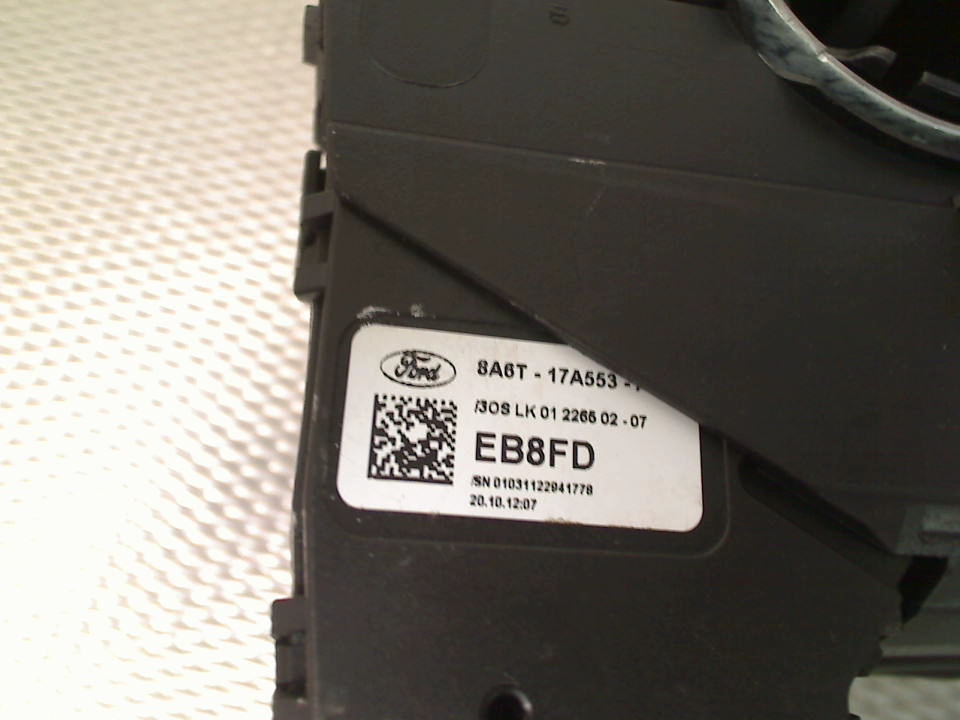 Ford
8A6T - 17A553 -
/3OS LK 01 2265 02 - 07
EB8FD
/SN 01031122941778
20.10.12:07